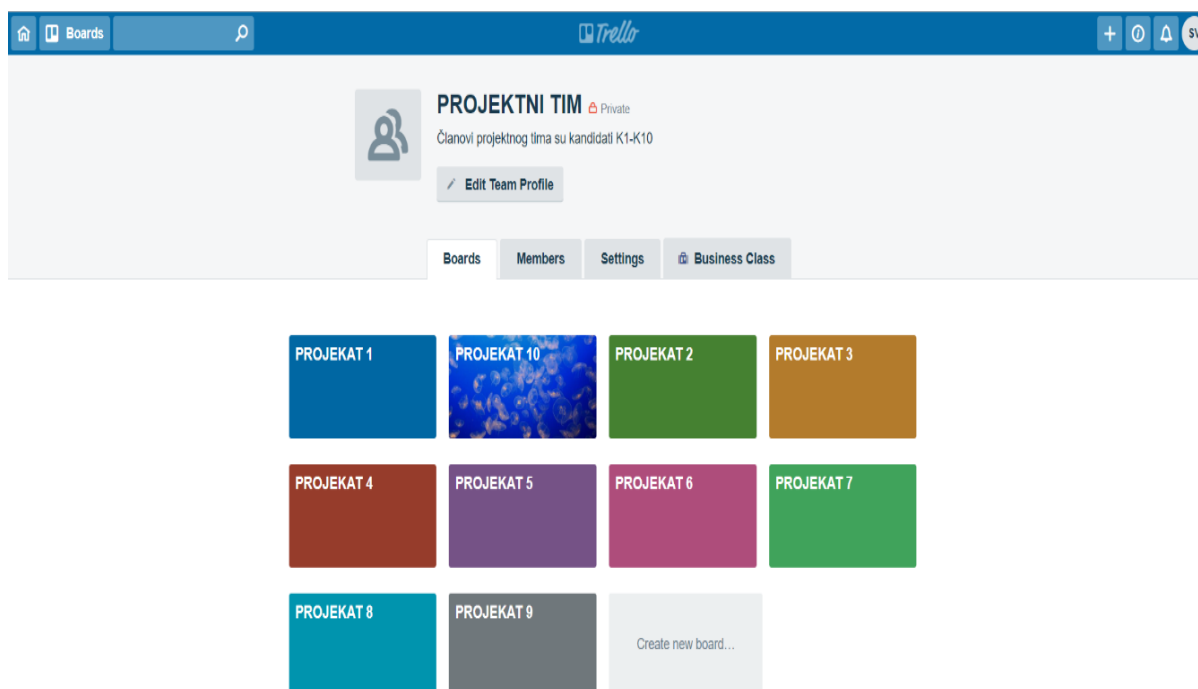 Boards
Trello
SV
PROJEKTNI TIM Private
Članovi projektnog tima su kandidati K1-K10
Edit Team Profile
Boards Members Settings Business Class
PROJEKAT 1 PROJEKAT 10 PROJEKAT 2 PROJEKAT 3
PROJEKAT 4 PROJEKAT 5 PROJEKAT 6 PROJEKAT 7
PROJEKAT 8 PROJEKAT 9
Create new board...